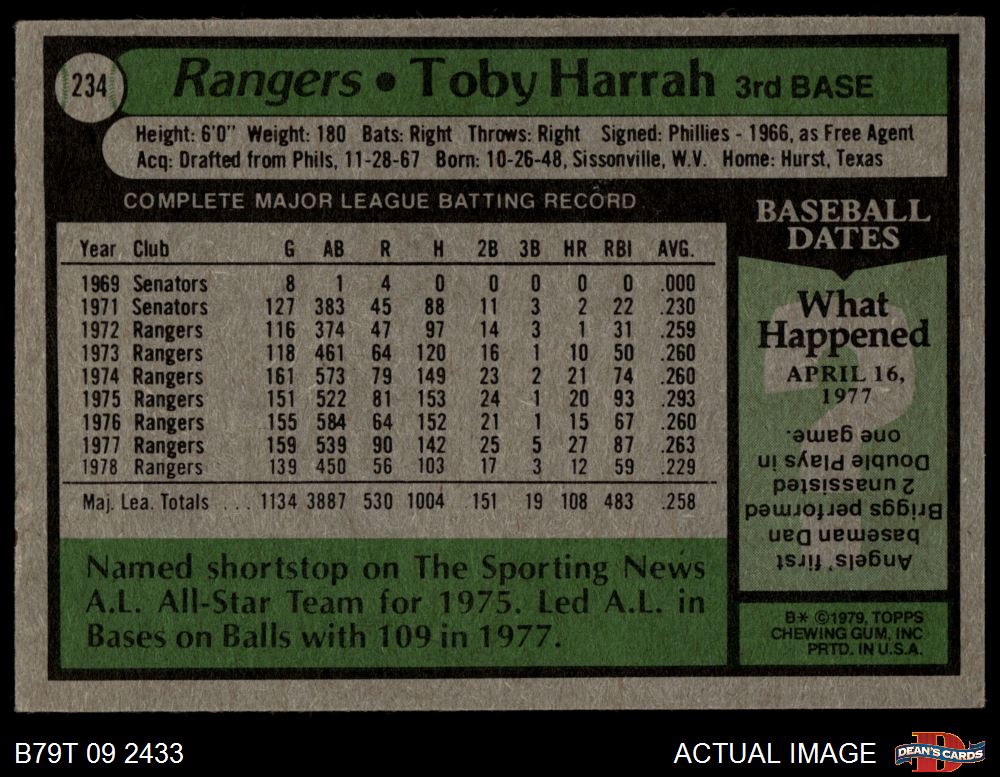 234
Rangers • Toby Harrah 3rd BASE
Height: 6'0" Weight: 180 Bats: Right Throws: Right Signed: Phillies - 1966, as Free Agent
Acq: Drafted from Phils, 11-28-67 Born: 10-26-48, Sissonville, W.V. Home: Hurst, Texas
COMPLETE MAJOR LEAGUE BATTING RECORD
Year Club G AB R H 2B 3B HR RBI AVG.
1969 Senators 8 1 4 0 0 0 0 0 .000
1971 Senators 127 383 45 88 11 3 2 22 .230
1972 Rangers 116 374 47 97 14 3 1 31 .259
1973 Rangers 118 461 64 120 16 1 10 50 .260
1974 Rangers 161 573 79 149 23 2 21 74 .260
1975 Rangers 151 522 81 153 24 1 20 93 .293
1976 Rangers 155 584 64 152 21 1 15 67 .260
1977 Rangers 159 539 90 142 25 5 27 87 .263
1978 Rangers 139 450 56 103 17 3 12 59 .229
Maj. Lea. Totals . . . 1134 3887 530 1004 151 19 108 483 .258
Named shortstop on The Sporting News
A.L. All-Star Team for 1975. Led A.L. in
Bases on Balls with 109 in 1977.
BASEBALL
DATES
What
Happened
APRIL 16,
1977
Angels' first
baseman Dan
Briggs performed
2 unassisted
Double Plays in
one game.
B* ©1979, TOPPS
CHEWING GUM, INC
PRTD. IN U.S.A.
B79T 09 2433
ACTUAL IMAGE
DEAN'S CARDS